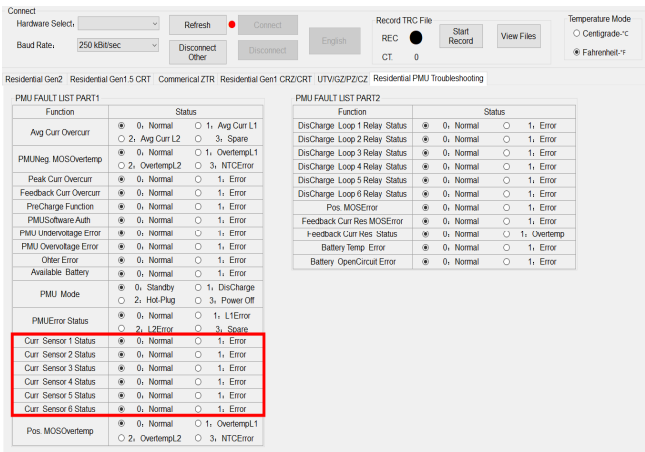 Connect
Hardware Select:
Refresh
Connect
Baud Rate:
250 kBit/sec
Disconnect
Other
Disconnect
English
Record TRC File
REC
Start
Record
View Files
CT: 0
Temperature Mode
Centigrade-°C
Fahrenheit-°F
Residential Gen2 Residential Gen1.5 CRT Commerical ZTR Residential Gen1 CRZ/CRT UTV/GZ/PZ/CZ Residential PMU Troubleshooting
PMU FAULT LIST PART1
Function Status
Avg Curr Overcurr
0: Normal 1: Avg Curr L1
2: Avg Curr L2 3: Spare
PMUNeg. MOSOvertemp
0: Normal 1: OvertempL1
2: OvertempL2 3: NTCError
Peak Curr Overcurr 0: Normal 1: Error
Feedback Curr Overcurr 0: Normal 1: Error
PreCharge Function 0: Normal 1: Error
PMUSoftware Auth 0: Normal 1: Error
PMU Undervoltage Error 0: Normal 1: Error
PMU Overvoltage Error 0: Normal 1: Error
Ohter Error 0: Normal 1: Error
Available Battery 0: Normal 1: Error
PMU Mode
0: Standby 1: DisCharge
2: Hot-Plug 3: Power Off
PMUError Status
0: Normal 1: L1Error
2: L2Error 3: Spare
Curr Sensor 1 Status 0: Normal 1: Error
Curr Sensor 2 Status 0: Normal 1: Error
Curr Sensor 3 Status 0: Normal 1: Error
Curr Sensor 4 Status 0: Normal 1: Error
Curr Sensor 5 Status 0: Normal 1: Error
Curr Sensor 6 Status 0: Normal 1: Error
Pos. MOSOvertemp
0: Normal 1: OvertempL1
2: OvertempL2 3: NTCError
PMU FAULT LIST PART2
Function Status
DisCharge Loop 1 Relay Status 0: Normal 1: Error
DisCharge Loop 2 Relay Status 0: Normal 1: Error
DisCharge Loop 3 Relay Status 0: Normal 1: Error
DisCharge Loop 4 Relay Status 0: Normal 1: Error
DisCharge Loop 5 Relay Status 0: Normal 1: Error
DisCharge Loop 6 Relay Status 0: Normal 1: Error
Pos. MOSError 0: Normal 1: Error
Feedback Curr Res MOSError 0: Normal 1: Error
Feedback Curr Res Status 0: Normal 1: Overtemp
Battery Temp Error 0: Normal 1: Error
Battery OpenCircuit Error 0: Normal 1: Error